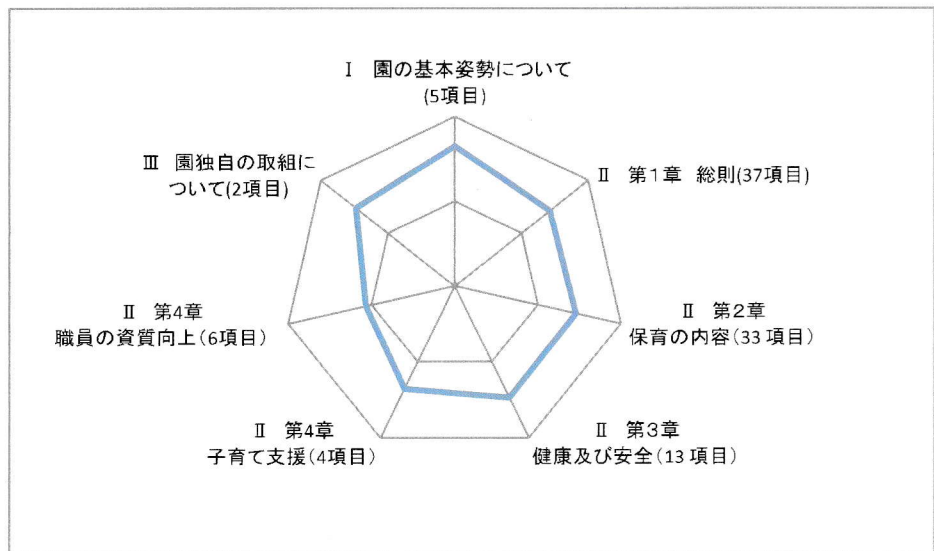 Ⅰ 園の基本姿勢について
(5項目)
Ⅱ 第1章 総則(37項目)
Ⅱ 第2章
保育の内容(33 項目)
Ⅱ 第3章
健康及び安全(13 項目)
Ⅱ 第4章
子育て支援(4項目)
Ⅱ 第4章
職員の資質向上(6項目)
Ⅲ 園独自の取組に
ついて(2項目)